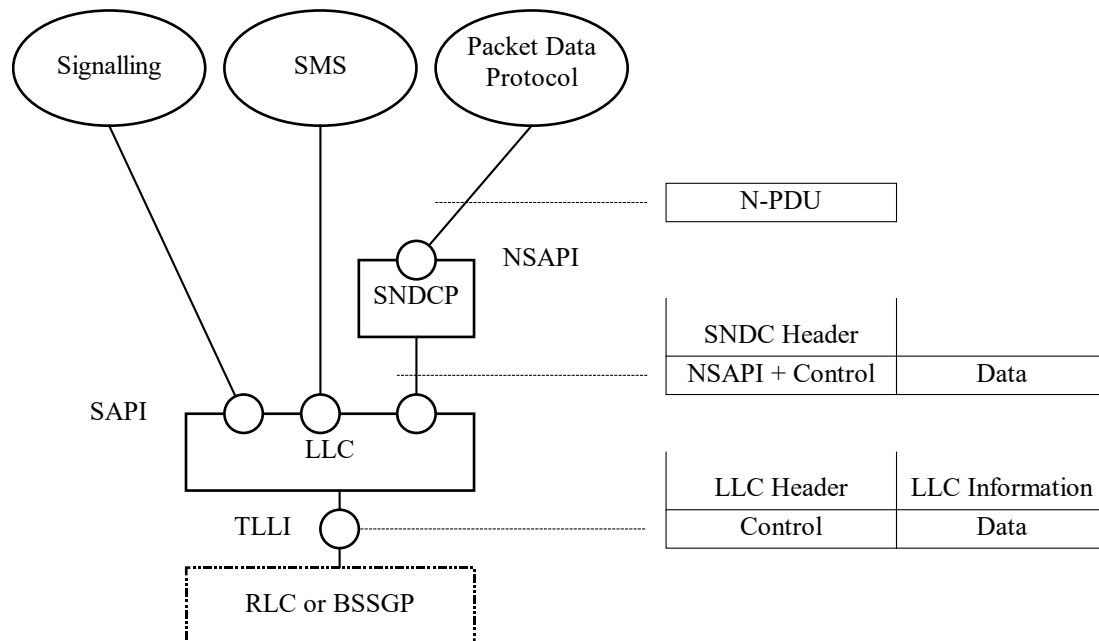 Signalling
SMS
Packet Data
Protocol
N-PDU
NSAPI
SNDCP
SNDC Header
NSAPI + Control
Data
SAPI
LLC
LLC Header
LLC Information
Control
Data
TLLI
RLC or BSSGP